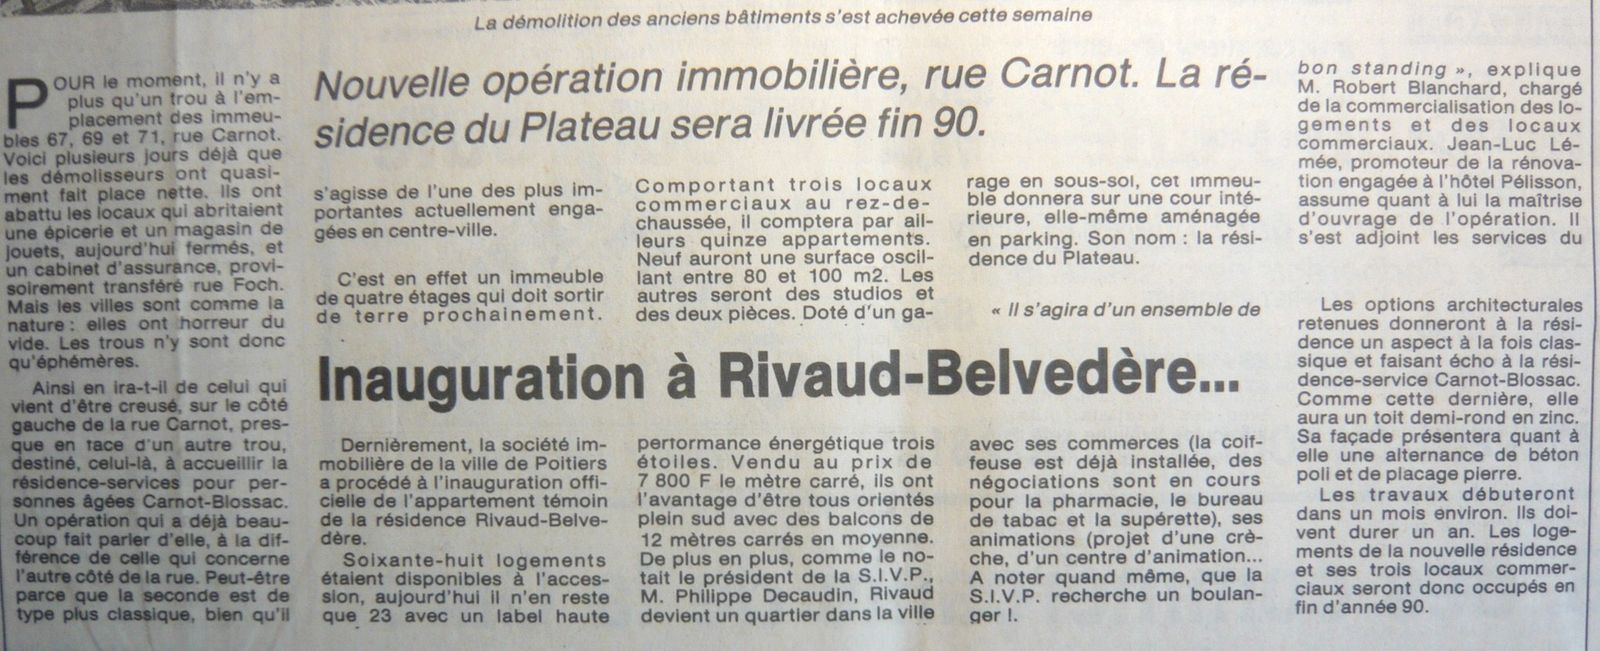 La démolition des anciens bâtiments s'est achevée cette semaine
Nouvelle opération immobilière, rue Carnot. La ré-
sidence du Plateau sera livrée fin 90.
POUR le moment, il n'y a
plus qu'un trou à l'em-
placement des immeu-
bles 67, 69 et 71, rue Carnot.
Voici plusieurs jours déjà que
les démolisseurs ont quasi-
ment fait place nette. Ils ont
abattu les locaux qui abritaient
une épicerie et un magasin de
jouets, aujourd'hui fermés, et
un cabinet d'assurance, provi-
soirement transféré rue Foch.
Mais les villes sont comme la
nature : elles ont horreur du
vide. Les trous n'y sont donc
qu'éphémères.
Ainsi en ira-t-il de celui qui
vient d'être creusé, sur le côté
gauche de la rue Carnot, pres-
que en face d'un autre trou,
destiné, celui-là, à accueillir la
résidence-services pour per-
sonnes âgées Carnot-Blossac.
Un opération qui a déjà beau-
coup fait parler d'elle, à la dif-
férence de celle qui concerne
l'autre côté de la rue. Peut-être
parce que la seconde est de
type plus classique, bien qu'il
s'agisse de l'une des plus im-
portantes actuellement enga-
gées en centre-ville.
C'est en effet un immeuble
de quatre étages qui doit sortir
de terre prochainement.
Comportant trois locaux
commerciaux au rez-de-
chaussée, il comptera par ail-
leurs quinze appartements.
Neuf auront une surface oscil-
lant entre 80 et 100 m2. Les
autres seront des studios et
des deux pièces. Doté d'un ga-
rage en sous-sol, cet immeu-
ble donnera sur une cour inté-
rieure, elle-même aménagée
en parking. Son nom : la rési-
dence du Plateau.
« Il s'agira d'un ensemble de
bon standing », explique
M. Robert Blanchard, chargé
de la commercialisation des lo-
gements et des locaux
commerciaux. Jean-Luc Lé-
mée, promoteur de la rénova-
tion engagée à l'hôtel Pélisson,
assume quant à lui la maîtrise
d'ouvrage de l'opération. Il
s'est adjoint les services du
Les options architecturales
retenues donneront à la rési-
dence un aspect à la fois clas-
sique et faisant écho à la rési-
dence-service Carnot-Blossac.
Comme cette dernière, elle
aura un toit demi-rond en zinc.
Sa façade présentera quant à
elle une alternance de béton
poli et de placage pierre.
Les travaux débuteront
dans un mois environ. Ils doi-
vent durer un an. Les loge-
ments de la nouvelle résidence
et ses trois locaux commer-
ciaux seront donc occupés en
fin d'année 90.
Inauguration à Rivaud-Belvedère...
Dernièrement, la société im-
mobilière de la ville de Poitiers
a procédé à l'inauguration offi-
cielle de l'appartement témoin
de la résidence Rivaud-Belve-
dère.
Soixante-huit logements
étaient disponibles à l'acces-
sion, aujourd'hui il n'en reste
que 23 avec un label haute
performance énergétique trois
étoiles. Vendu au prix de
7 800 F le mètre carré, ils ont
l'avantage d'être tous orientés
plein sud avec des balcons de
12 mètres carrés en moyenne.
De plus en plus, comme le no-
tait le président de la S.I.V.P.,
M. Philippe Decaudin, Rivaud
devient un quartier dans la ville
avec ses commerces (la coif-
feuse est déjà installée, des
négociations sont en cours
pour la pharmacie, le bureau
de tabac et la supérette), ses
animations (projet d'une crè-
che, d'un centre d'animation...
A noter quand même, que la
S.I.V.P. recherche un boulan-
ger !.